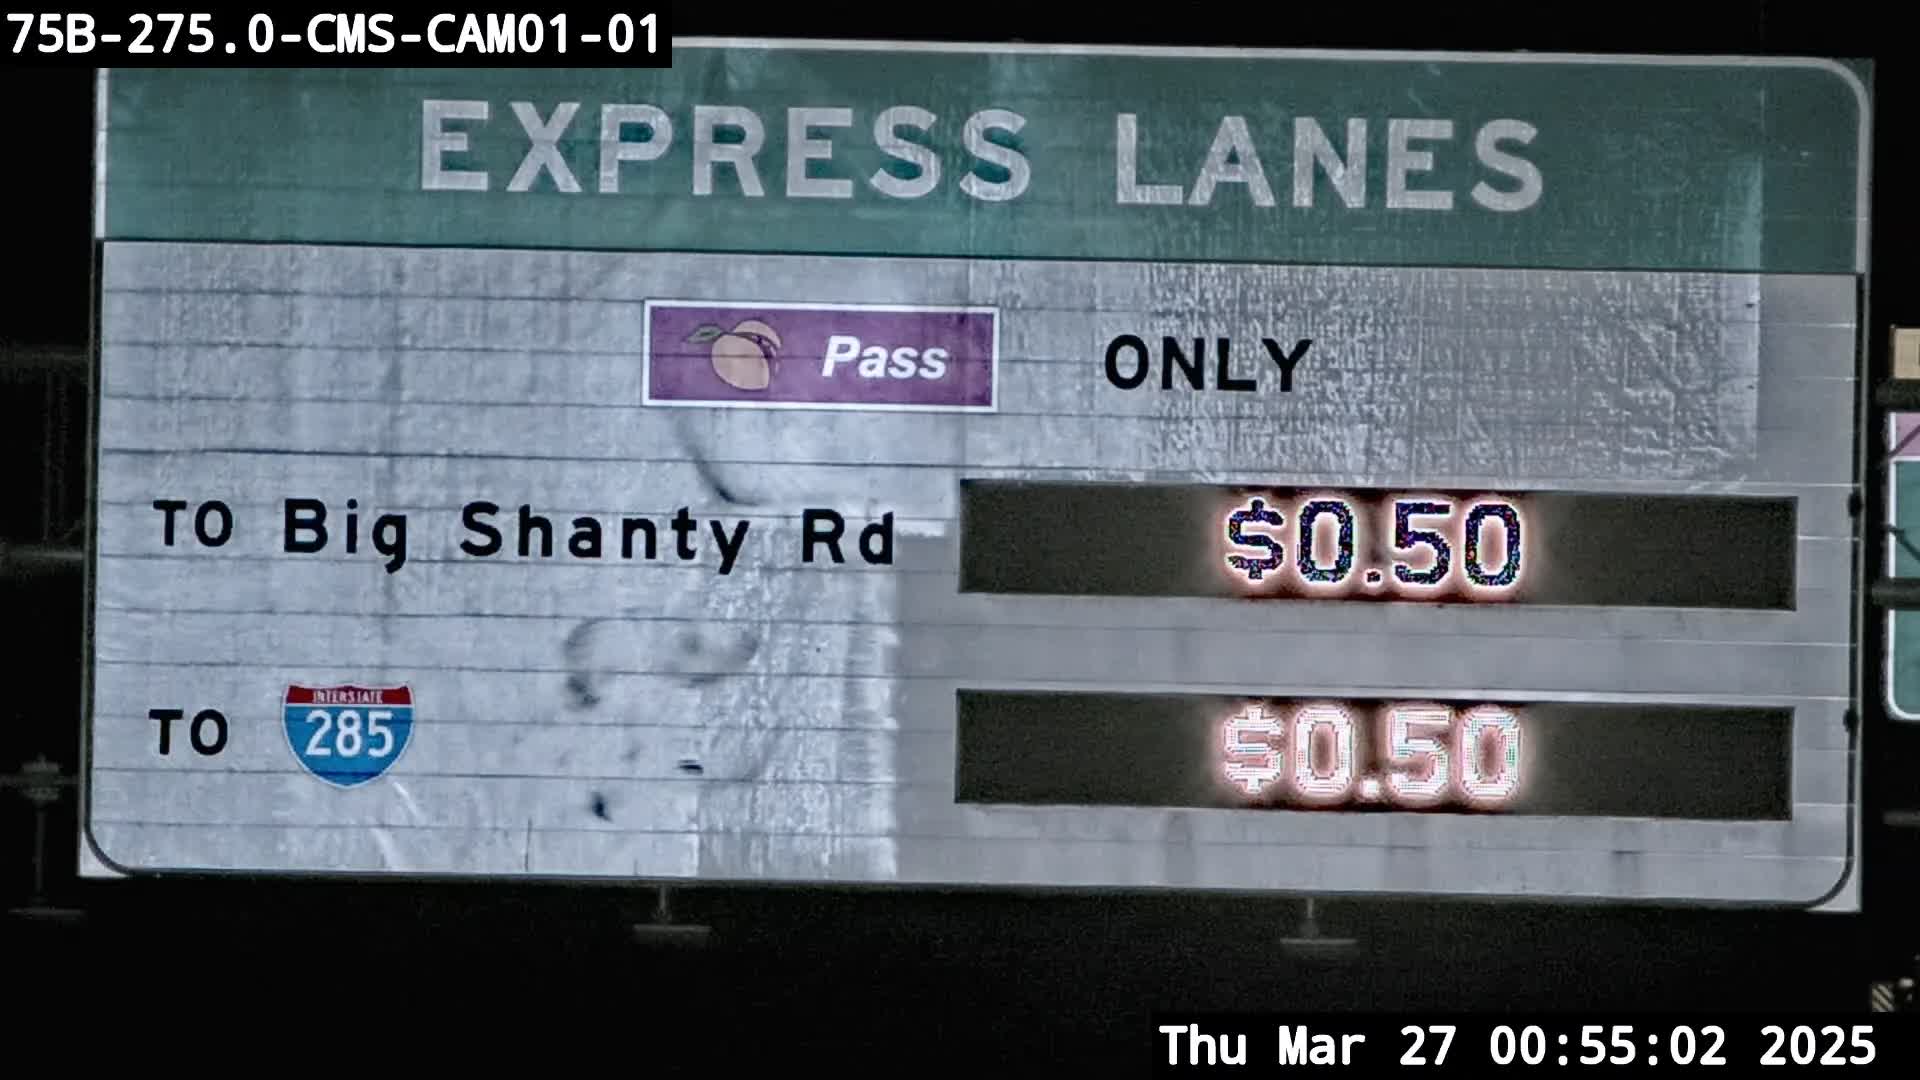 75B-275.0-CMS-CAM01-01
EXPRESS LANES
Pass ONLY
TO Big Shanty Rd $0.50
TO INTERSTATE 285 $0.50
Thu Mar 27 00:55:02 2025